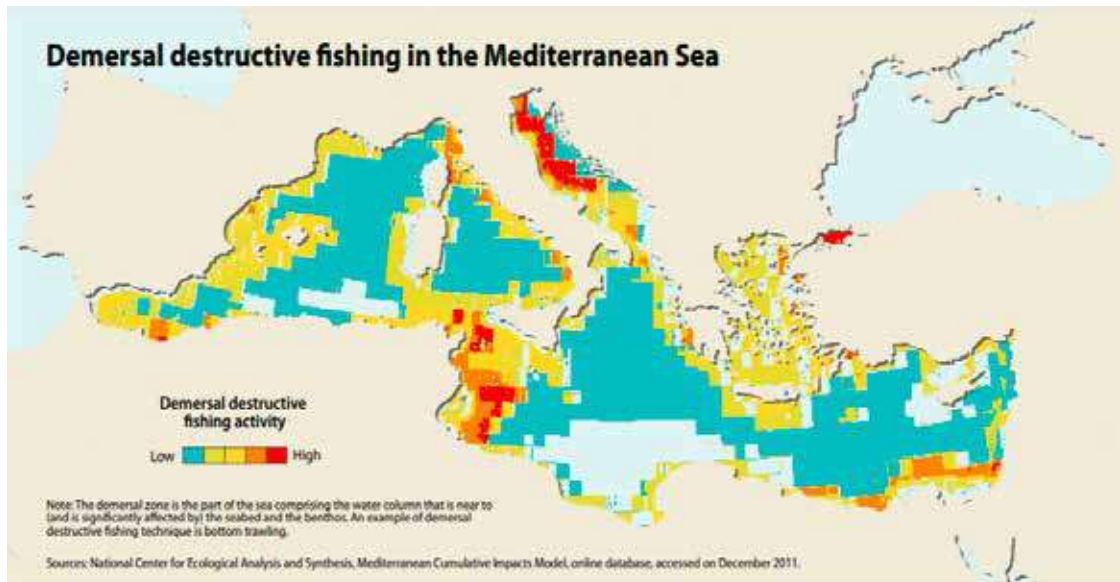 Demersal destructive fishing in the Mediterranean Sea
Demersal destructive
fishing activity
Low High
Note: The demersal zone is the part of the sea comprising the water column that is near to
(and is significantly affected by) the seabed and the benthos. An example of demersal
destructive fishing technique is bottom trawling.
Sources: National Center for Ecological Analysis and Synthesis, Mediterranean Cumulative Impacts Model, online database, accessed on December 2011.